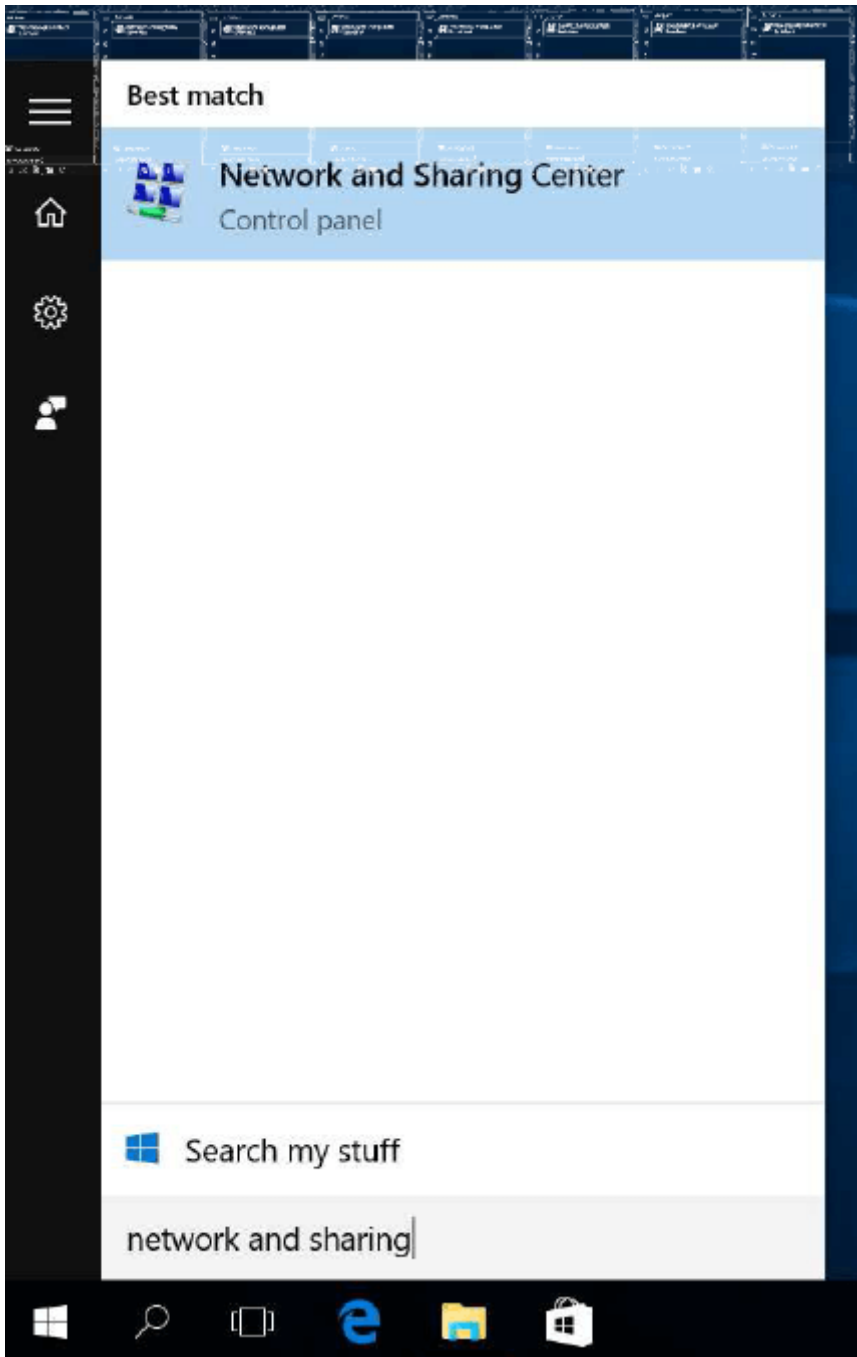 Best match
Network and Sharing Center
Control panel
Search my stuff
network and sharing